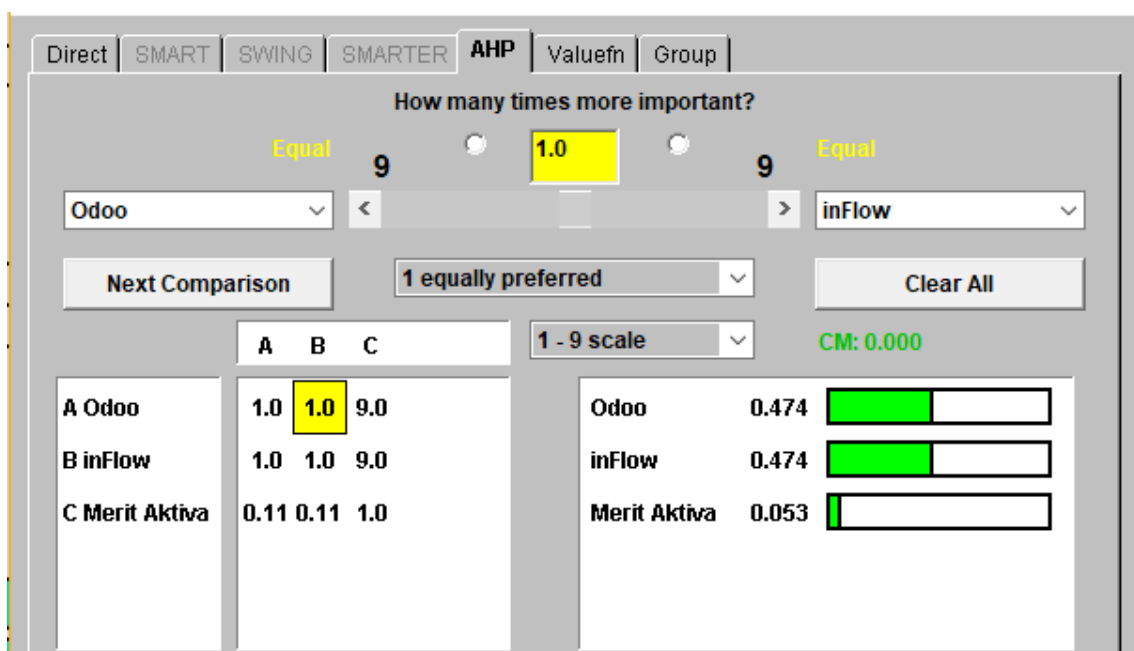 Direct SMART SWING SMARTER AHP Valuefn Group
How many times more important?
Equal 9 1.0 9 Equal
Odoo < > inFlow
Next Comparison 1 equally preferred Clear All
A B C 1 - 9 scale CM: 0.000
A Odoo 1.0 1.0 9.0 Odoo 0.474
B inFlow 1.0 1.0 9.0 inFlow 0.474
C Merit Aktiva 0.11 0.11 1.0 Merit Aktiva 0.053